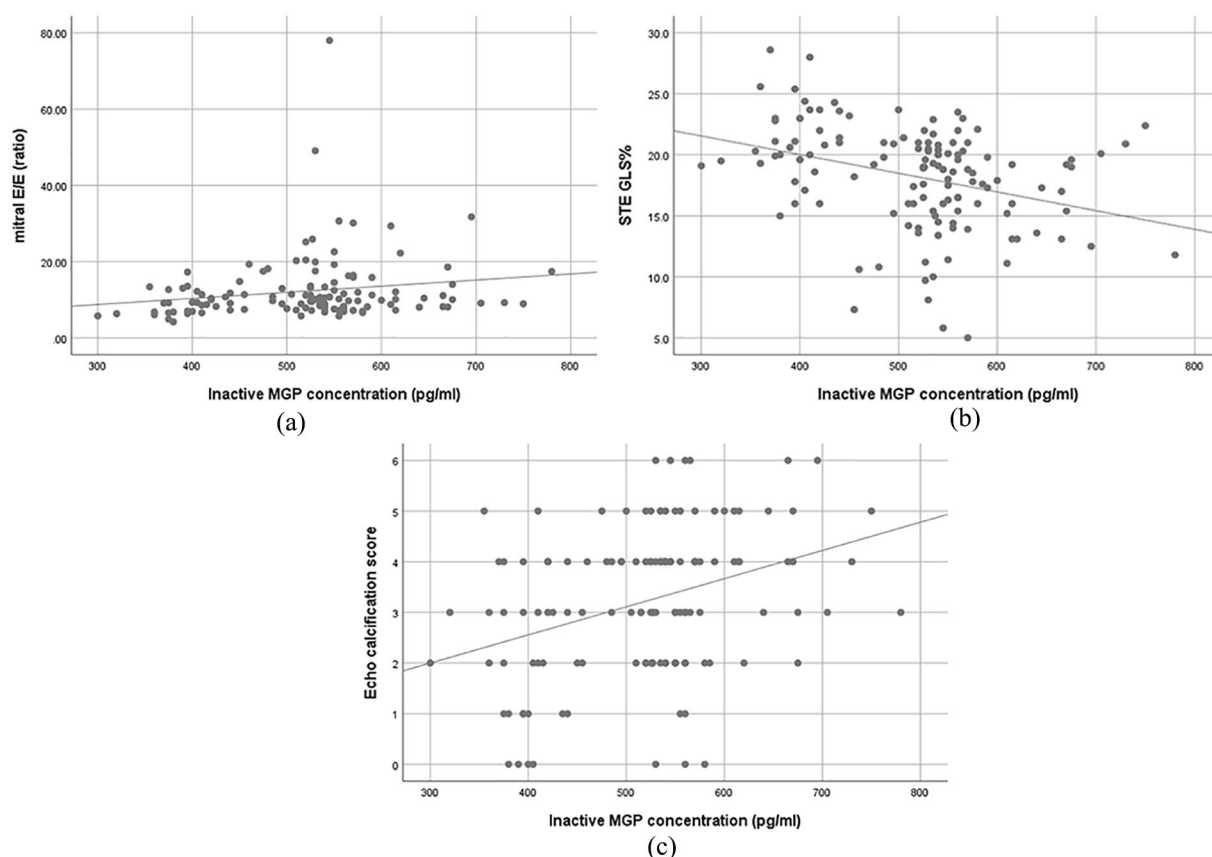 80.00
60.00
40.00
20.00
.00
mitral E/E (ratio)
300 400 500 600 700 800
Inactive MGP concentration (pg/ml)
(a)
30.0
25.0
20.0
15.0
10.0
5.0
STE GLS%
300 400 500 600 700 800
Inactive MGP concentration (pg/ml)
(b)
6
5
4
3
2
1
0
Echo calcification score
300 400 500 600 700 800
Inactive MGP concentration (pg/ml)
(c)